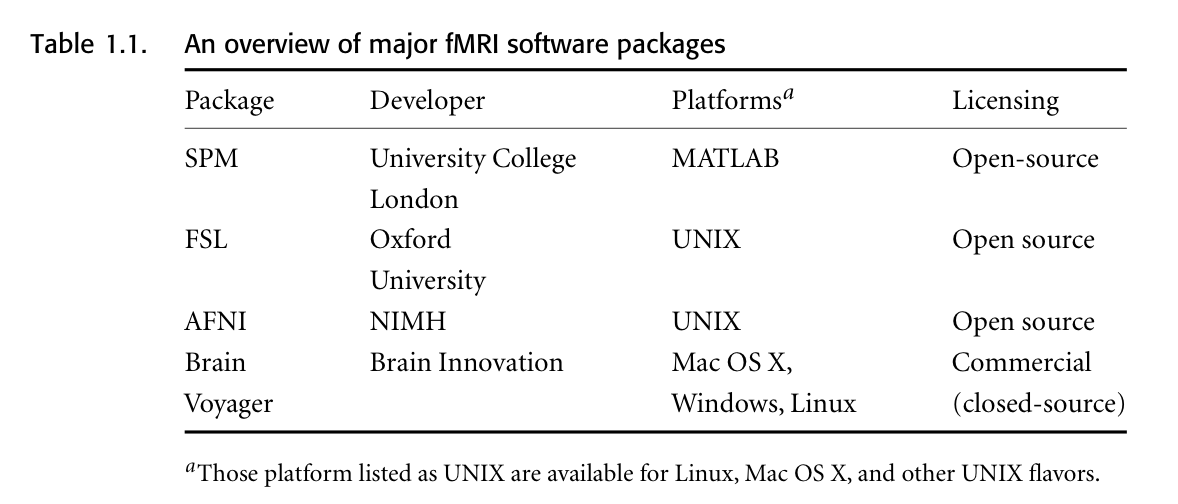 Table 1.1. An overview of major fMRI software packages
Package Developer Platformsa Licensing
SPM University College MATLAB Open-source
London
FSL Oxford UNIX Open source
University
AFNI NIMH UNIX Open source
Brain Brain Innovation Mac OS X, Commercial
Voyager Windows, Linux (closed-source)
aThose platform listed as UNIX are available for Linux, Mac OS X, and other UNIX flavors.